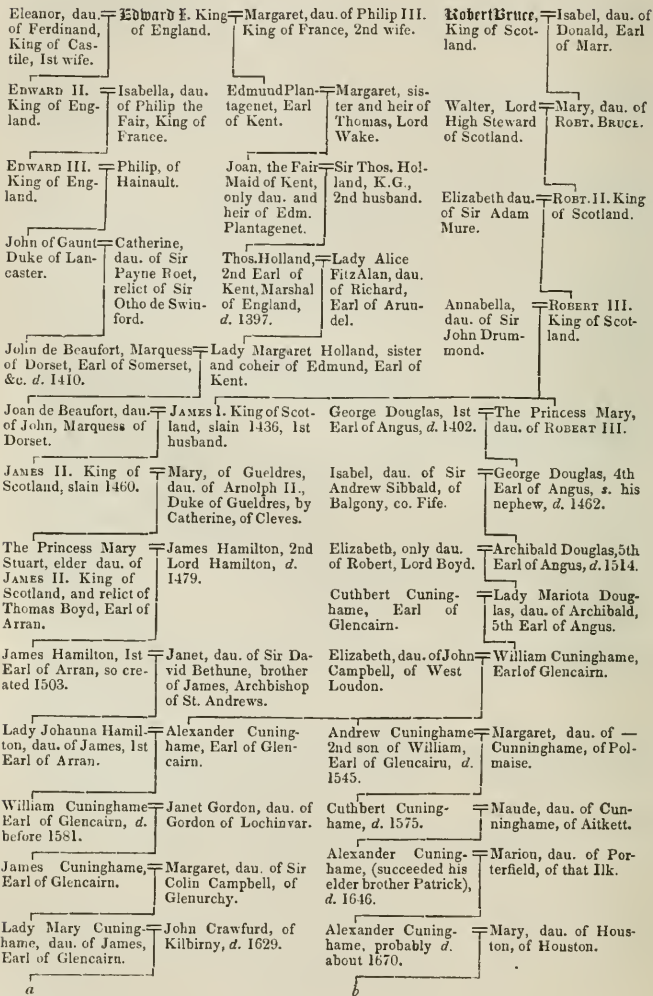 Eleanor, dau. of Ferdinand, King of Castile, 1st wife.
Edward I. King of England.
Margaret, dau. of Philip III. King of France, 2nd wife.
Robert Bruce, King of Scotland.
Isabel, dau. of Donald, Earl of Marr.
EDWARD II. King of England.
Isabella, dau. of Philip the Fair, King of France.
Edmund Plantagenet, Earl of Kent.
Margaret, sister and heir of Thomas, Lord Wake.
Walter, Lord High Steward of Scotland.
Mary, dau. of ROBT. BRUCE.
EDWARD III. King of England.
Philip, of Hainault.
Joan, the Fair Maid of Kent, only dau. and heir of Edm. Plantagenet.
Sir Thos. Holland, K.G., 2nd husband.
Elizabeth dau. of Sir Adam Mure.
ROBT. II. King of Scotland.
John of Gaunt Duke of Lancaster.
Catherine, dau. of Sir Payne Roet, relict of Sir Otho de Swinford.
Thos. Holland, 2nd Earl of Kent, Marshal of England, d. 1397.
Lady Alice FitzAlan, dau. of Richard, Earl of Arundel.
Annabella, dau. of Sir John Drummond.
ROBERT III. King of Scotland.
John de Beaufort, Marquess of Dorset, Earl of Somerset, &c. d. 1410.
Lady Margaret Holland, sister and coheir of Edmund, Earl of Kent.
Joan de Beaufort, dau. of John, Marquess of Dorset.
JAMES I. King of Scotland, slain 1436, 1st husband.
George Douglas, 1st Earl of Angus, d. 1402.
The Princess Mary, dau. of ROBERT III.
JAMES II. King of Scotland, slain 1460.
Mary, of Gueldres, dau. of Arnolph II., Duke of Gueldres, by Catherine, of Cleves.
Isabel, dau. of Sir Andrew Sibbald, of Balgony, co. Fife.
George Douglas, 4th Earl of Angus, s. his nephew, d. 1462.
The Princess Mary Stuart, elder dau. of JAMES II. King of Scotland, and relict of Thomas Boyd, Earl of Arran.
James Hamilton, 2nd Lord Hamilton, d. 1479.
Elizabeth, only dau. of Robert, Lord Boyd.
Archibald Douglas, 5th Earl of Angus, d. 1514.
Cuthbert Cuninghame, Earl of Glencairn.
Lady Mariota Douglas, dau. of Archibald, 5th Earl of Angus.
James Hamilton, 1st Earl of Arran, so created 1503.
Janet, dau. of Sir David Bethune, brother of James, Archbishop of St. Andrews.
Elizabeth, dau. of John Campbell, of West Loudon.
William Cuninghame, Earl of Glencairn.
Lady Johanna Hamilton, dau. of James, 1st Earl of Arran.
Alexander Cuninghame, Earl of Glencairn.
Andrew Cuninghame 2nd son of William, Earl of Glencairn, d. 1545.
Margaret, dau. of — Cunninghame, of Polmaise.
William Cuninghame Earl of Glencairn, d. before 1581.
Janet Gordon, dau. of Gordon of Lochinvar.
Cuthbert Cuninghame, d. 1575.
Maude, dau. of Cunninghame, of Aitkett.
James Cuninghame, Earl of Glencairn.
Margaret, dau. of Sir Colin Campbell, of Glenurchy.
Alexander Cuninghame, (succeeded his elder brother Patrick), d. 1646.
Marion, dau. of Porterfield, of that Ilk.
Lady Mary Cuninghame, dau. of James, Earl of Glencairn.
John Crawfurd, of Kilbirny, d. 1629.
Alexander Cuninghame, probably d. about 1670.
Mary, dau. of Houston, of Houston.
a
b